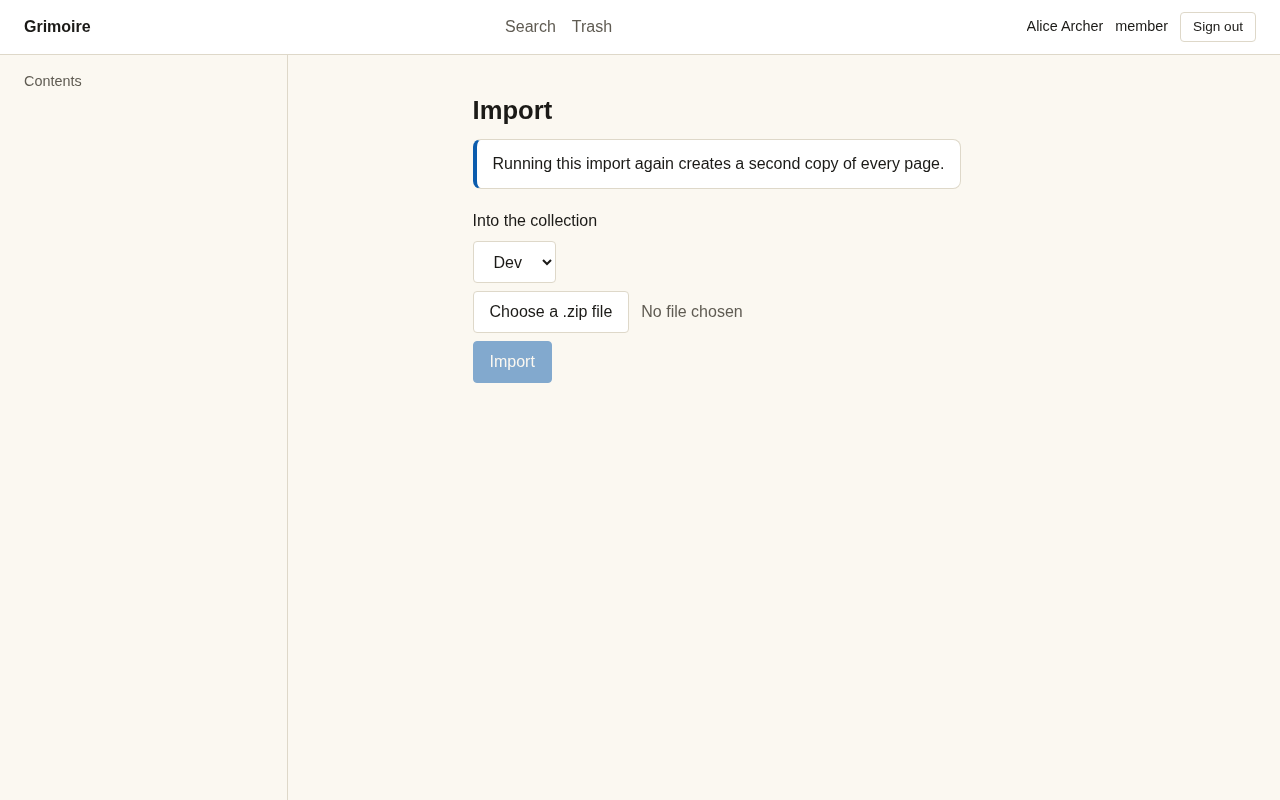 Grimoire
Search Trash
Alice Archer member Sign out
Contents
Import
Running this import again creates a second copy of every page.
Into the collection
Dev
Choose a .zip file No file chosen
Import